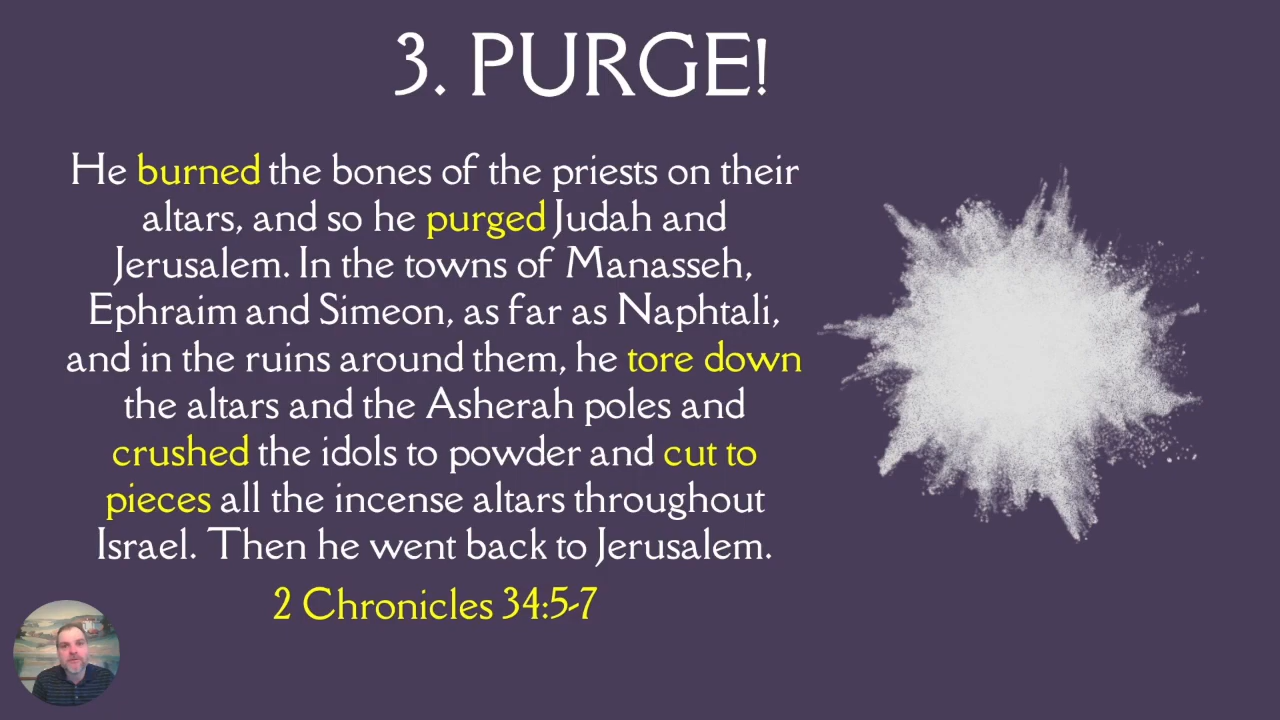 3. PURGE!
He burned the bones of the priests on their
altars, and so he purged Judah and
Jerusalem. In the towns of Manasseh,
Ephraim and Simeon, as far as Naphtali,
and in the ruins around them, he tore down
the altars and the Asherah poles and
crushed the idols to powder and cut to
pieces all the incense altars throughout
Israel. Then he went back to Jerusalem.
2 Chronicles 34:5-7